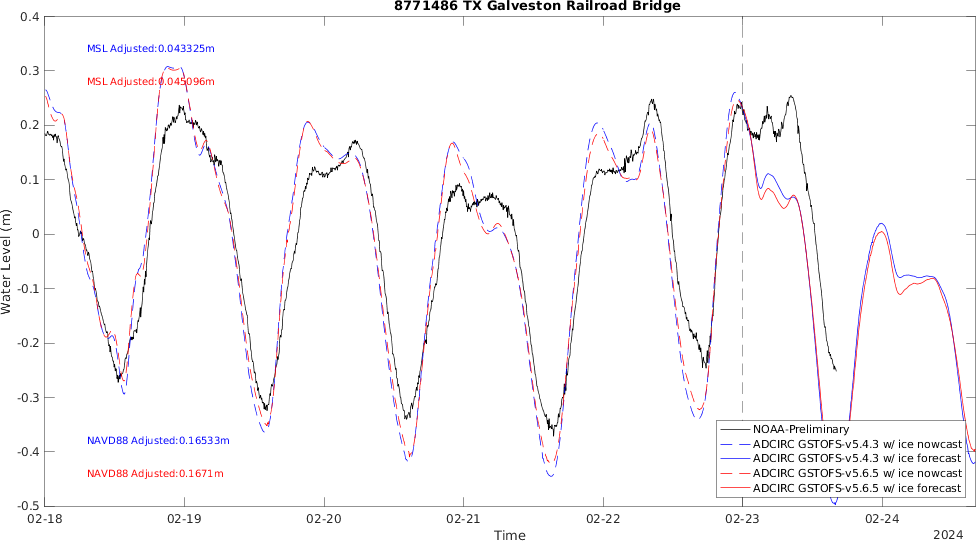 8771486 TX Galveston Railroad Bridge
MSL Adjusted:0.043325m
MSL Adjusted:0.045096m
NAVD88 Adjusted:0.16533m
NAVD88 Adjusted:0.1671m
Water Level (m)
0.4
0.3
0.2
0.1
0
-0.1
-0.2
-0.3
-0.4
-0.5
NOAA-Preliminary
ADCIRC GSTOFS-v5.4.3 w/ ice nowcast
ADCIRC GSTOFS-v5.4.3 w/ ice forecast
ADCIRC GSTOFS-v5.6.5 w/ ice nowcast
ADCIRC GSTOFS-v5.6.5 w/ ice forecast
02-18 02-19 02-20 02-21 02-22 02-23 02-24
Time
2024